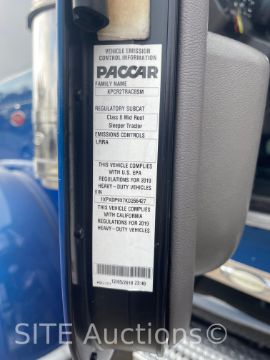 VEHICLE EMISSION
CONTROL INFORMATION
PACCAR
FAMILY NAME
KPCR2TRAC8SM
REGULATORY SUBCAT
Class 8 Mid Roof
Sleeper Tractor
EMISSIONS CONTROLS
THIS VEHICLE COMPLIES
WITH U.S. EPA
REGULATIONS FOR 2019
HEAVY-DUTY VEHICLES
VIN
THIS VEHICLE COMPLIES
WITH CALIFORNIA
REGULATIONS FOR 2019
HEAVY-DUTY VEHICLES
SITE Auctions